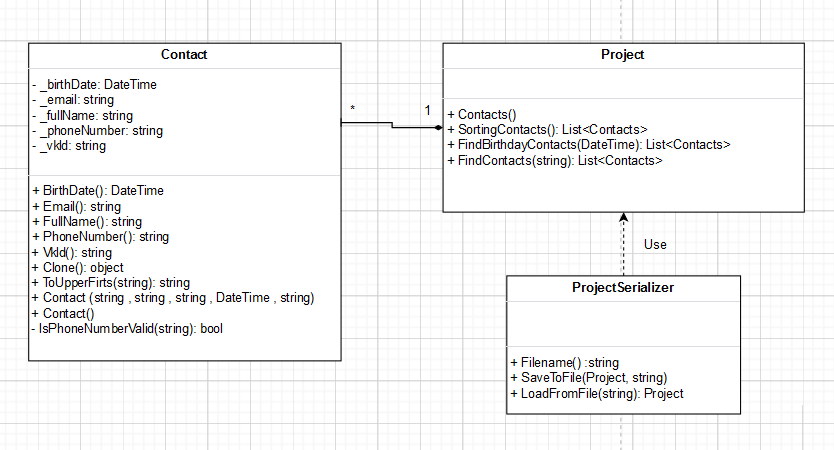 Contact
- _birthDate: DateTime
- _email: string
- _fullName: string
- _phoneNumber: string
- _vkId: string
+ BirthDate(): DateTime
+ Email(): string
+ FullName(): string
+ PhoneNumber(): string
+ VkId(): string
+ Clone(): object
+ ToUpperFirts(string): string
+ Contact (string , string , string , DateTime , string)
+ Contact()
- IsPhoneNumberValid(string): bool
*
1
Project
+ Contacts()
+ SortingContacts(): List<Contacts>
+ FindBirthdayContacts(DateTime): List<Contacts>
+ FindContacts(string): List<Contacts>
Use
ProjectSerializer
+ Filename() :string
+ SaveToFile(Project, string)
+ LoadFromFile(string): Project